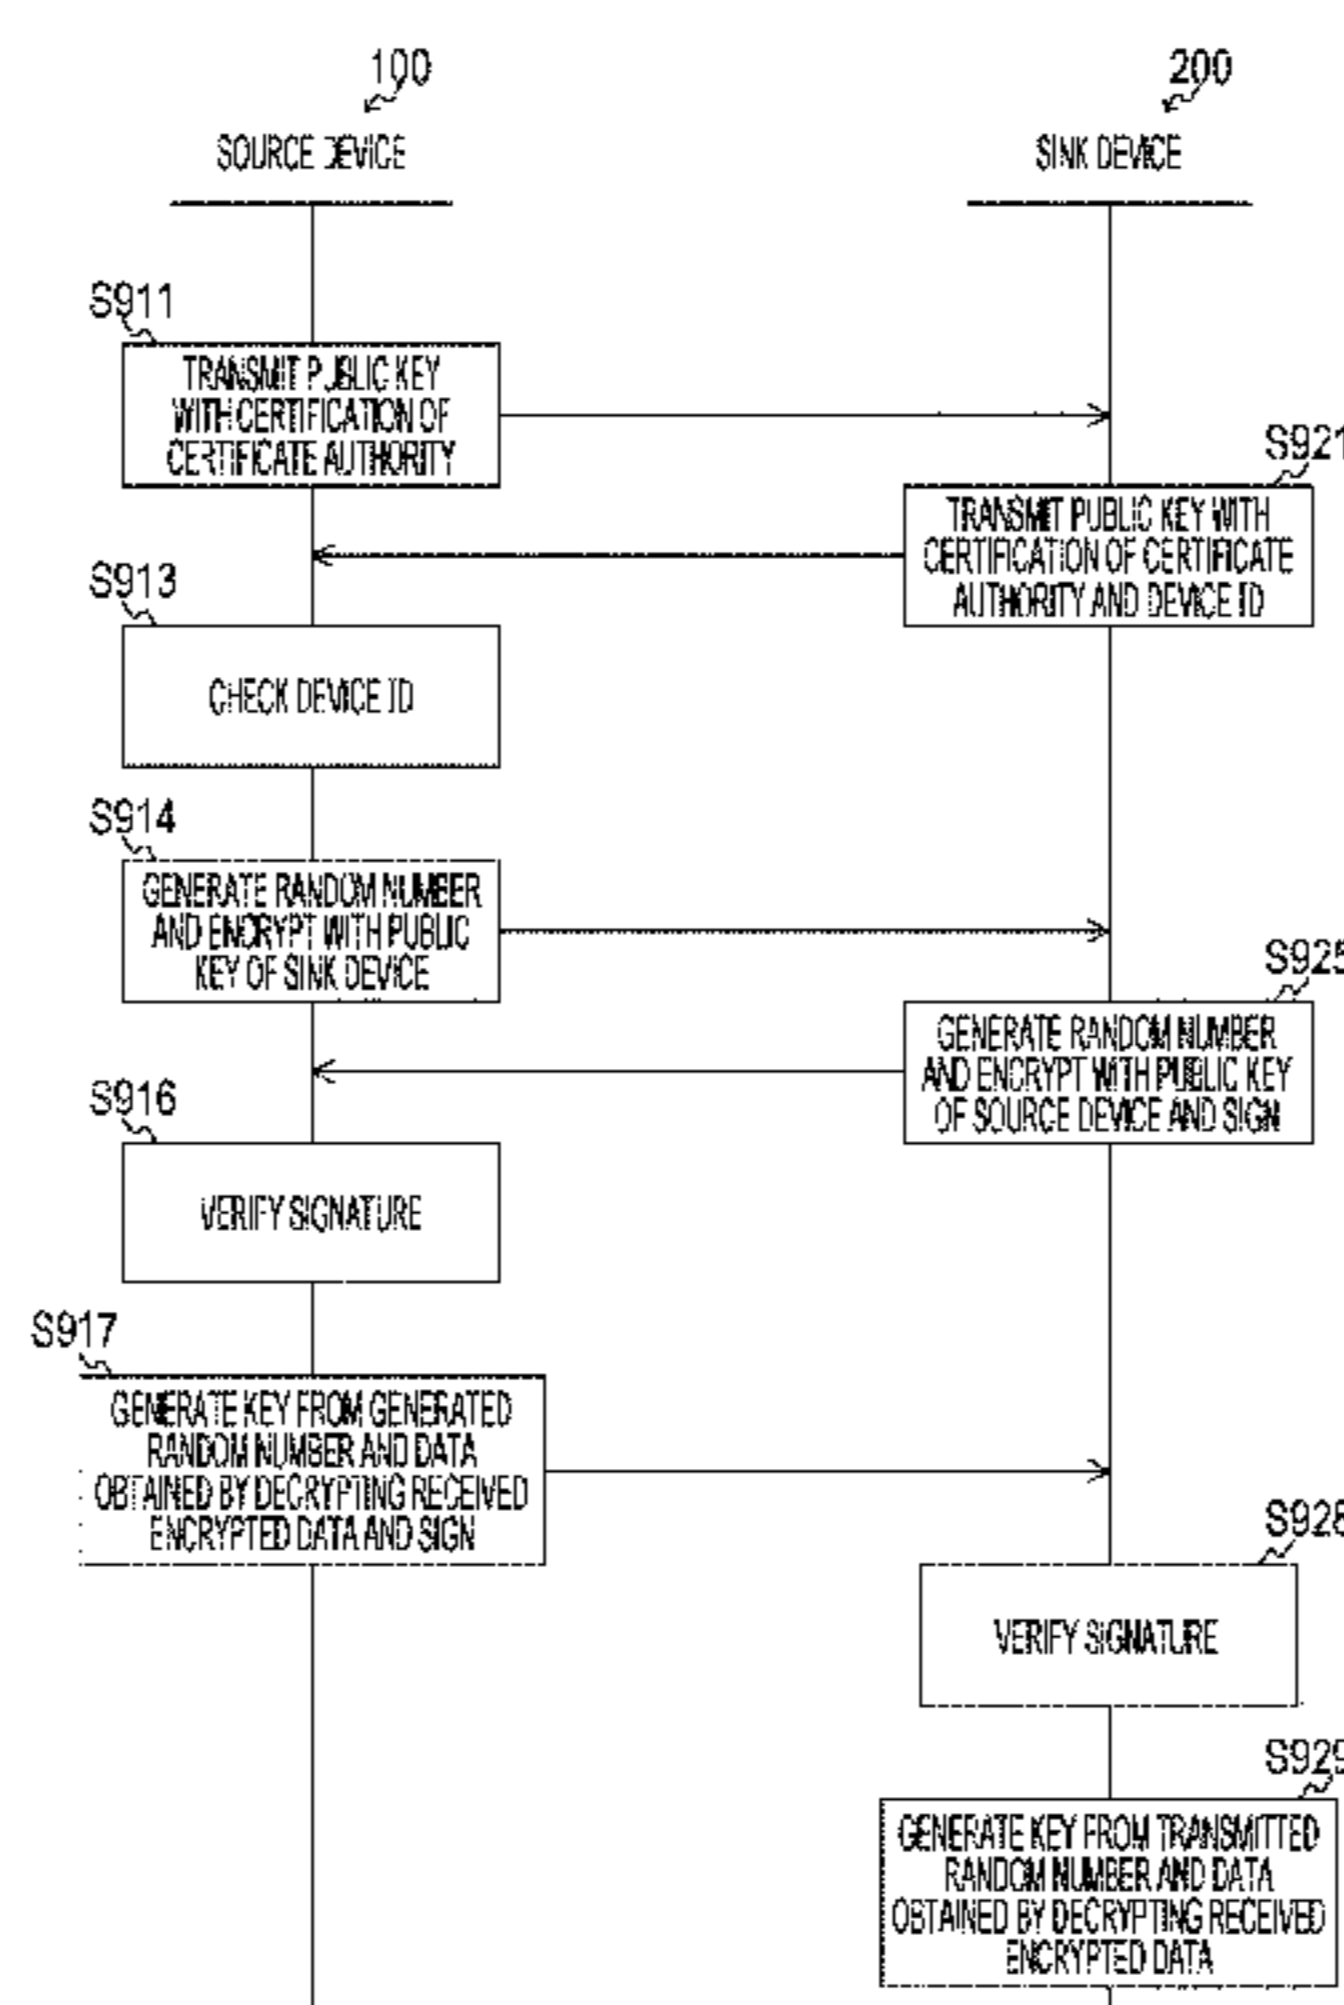 100
200
SOURCE DEVICE
SINK DEVICE
S911
TRANSMIT PUBLIC KEY
WITH CERTIFICATION OF
CERTIFICATE AUTHORITY
S921
TRANSMIT PUBLIC KEY WITH
CERTIFICATION OF CERTIFICATE
AUTHORITY AND DEVICE ID
S913
CHECK DEVICE ID
S914
GENERATE RANDOM NUMBER
AND ENCRYPT WITH PUBLIC
KEY OF SINK DEVICE
S925
GENERATE RANDOM NUMBER
AND ENCRYPT WITH PUBLIC KEY
OF SOURCE DEVICE AND SIGN
S916
VERIFY SIGNATURE
S917
GENERATE KEY FROM GENERATED
RANDOM NUMBER AND DATA
OBTAINED BY DECRYPTING RECEIVED
ENCRYPTED DATA AND SIGN
S928
VERIFY SIGNATURE
S929
GENERATE KEY FROM TRANSMITTED
RANDOM NUMBER AND DATA
OBTAINED BY DECRYPTING RECEIVED
ENCRYPTED DATA